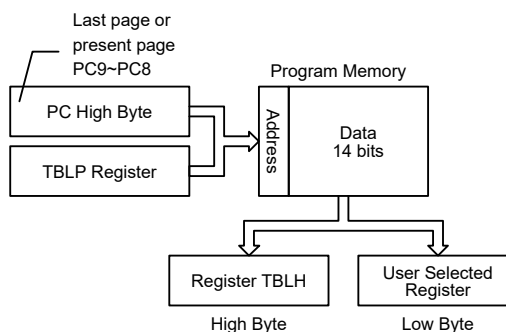 Last page or
present page
PC9~PC8
Program Memory
PC High Byte
TBLP Register
Address
Data
14 bits
Register TBLH
User Selected
Register
High Byte
Low Byte